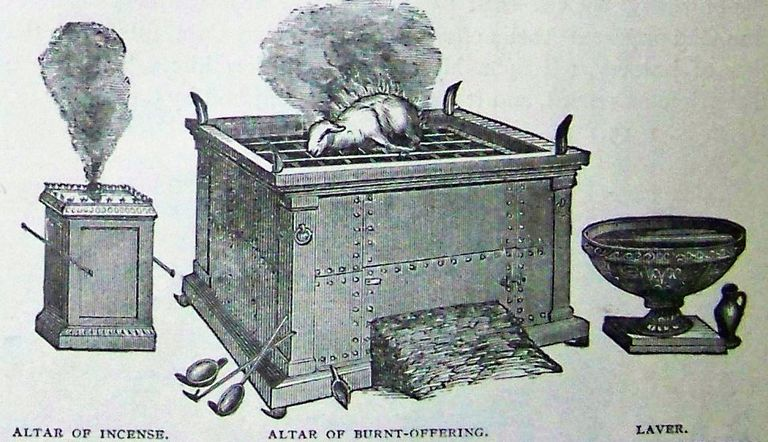 ALTAR OF INCENSE.
ALTAR OF BURNT-OFFERING.
LAVER.